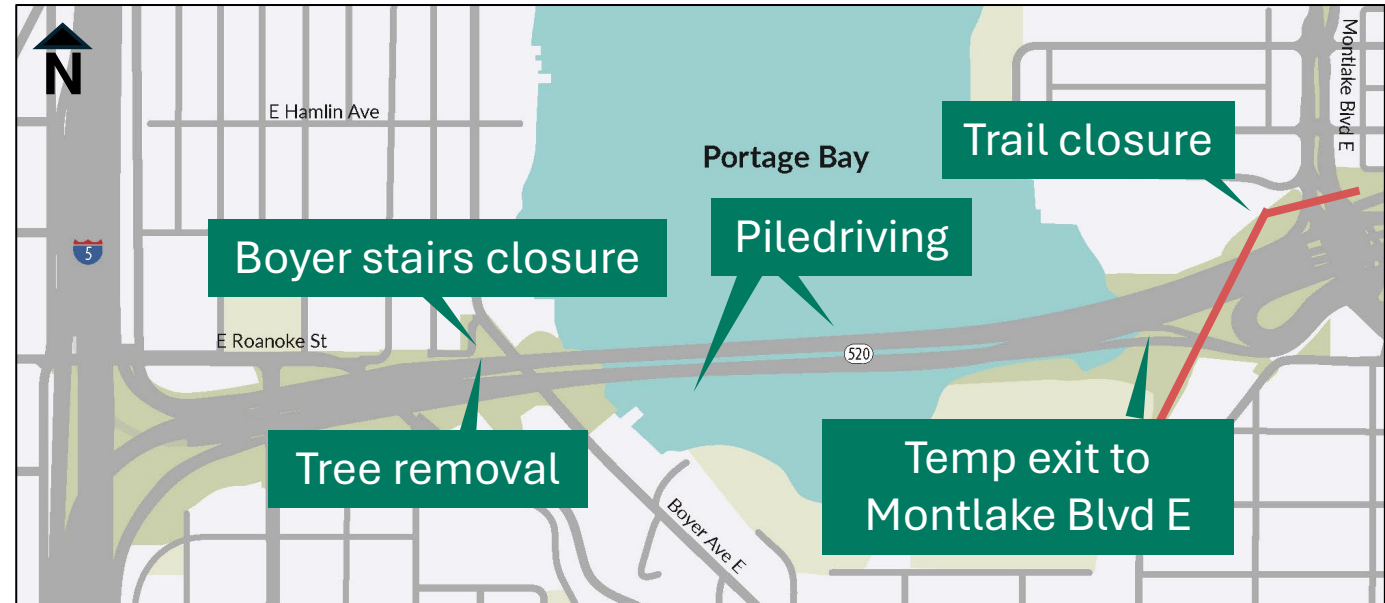 N
Montlake Blvd E
E Hamlin Ave
Trail closure
Portage Bay
Piledriving
Boyer stairs closure
5
E Roanoke St
520
Tree removal
Temp exit to
Montlake Blvd E
Boyer Ave E